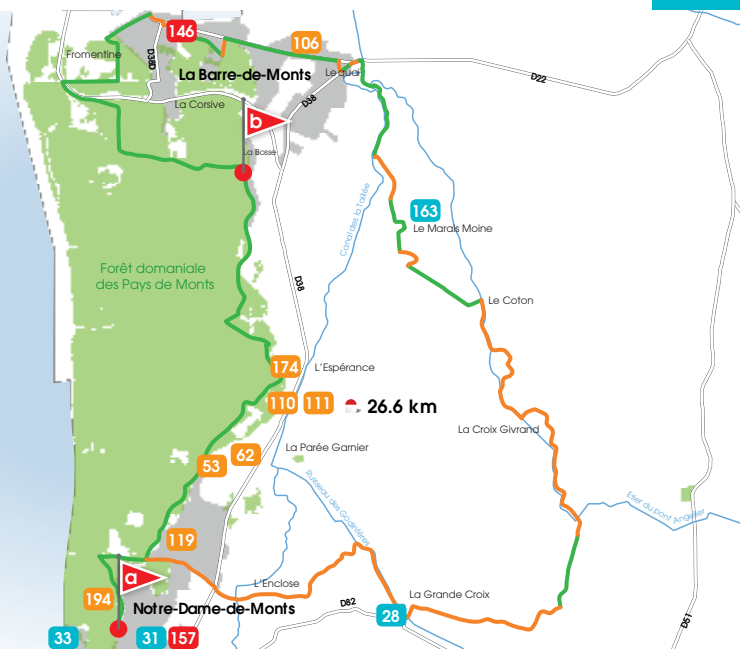 146
106
Fromentine
D38D
La Barre-de-Monts
Le quai
D22
La Corsive
D38
b
La Bosse
Canal des la Taillée
163
Le Marais Moine
Forêt domaniale
des Pays de Monts
D38
Le Coton
174
L'Espérance
110
111
26.6 km
La Croix Givrand
62
La Parée Garnier
53
Ruisseau des Godinières
Etier du Pont Angelier
119
a
L'Enclose
194
Notre-Dame-de-Monts
D82
28
La Grande Croix
D51
33
31
157